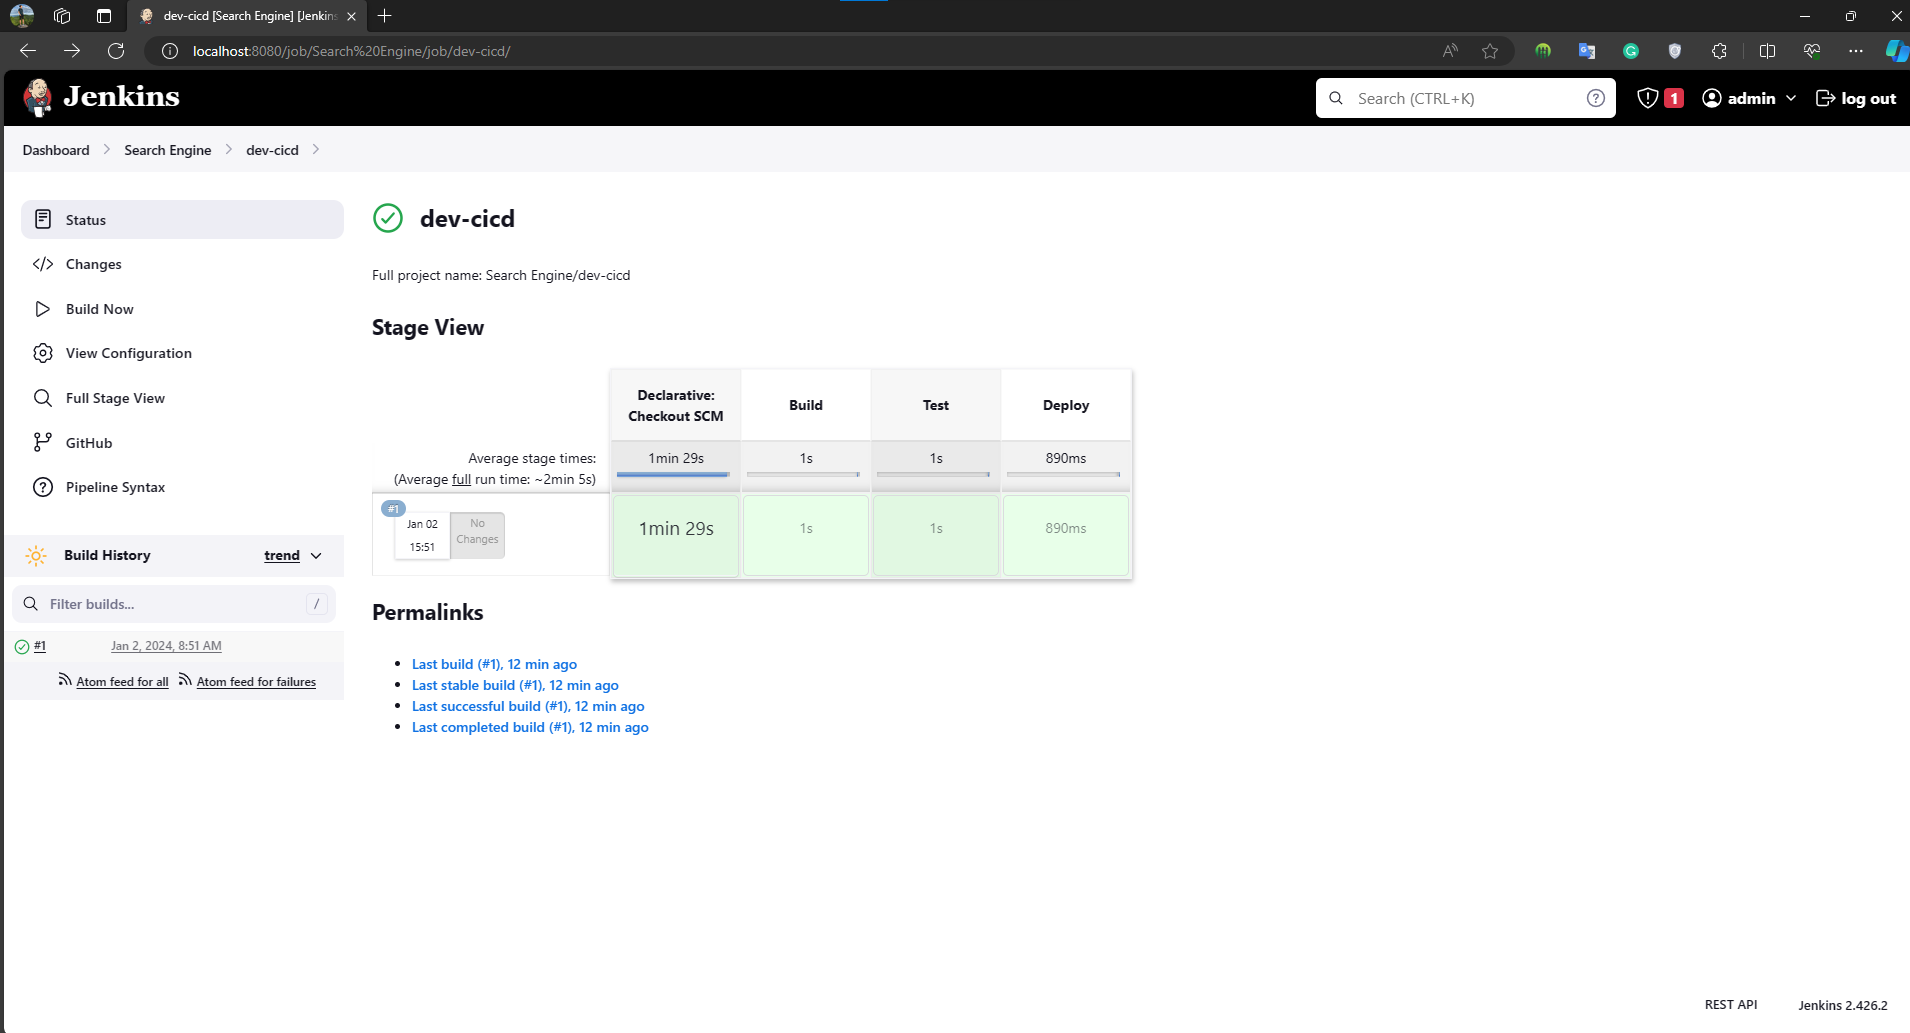 dev-cicd [Search Engine] [Jenkins
localhost:8080/job/Search%20Engine/job/dev-cicd/
Jenkins
Search (CTRL+K)
1
admin
log out
Dashboard
Search Engine
dev-cicd
Status
Changes
Build Now
View Configuration
Full Stage View
GitHub
Pipeline Syntax
Build History
trend
Filter builds...
/
#1
Jan 2, 2024, 8:51 AM
Atom feed for all
Atom feed for failures
dev-cicd
Full project name: Search Engine/dev-cicd
Stage View
Declarative:
Checkout SCM
Build
Test
Deploy
Average stage times:
(Average full run time: ~2min 5s)
1min 29s
1s
1s
890ms
#1
Jan 02
15:51
No
Changes
1min 29s
1s
1s
890ms
Permalinks
Last build (#1), 12 min ago
Last stable build (#1), 12 min ago
Last successful build (#1), 12 min ago
Last completed build (#1), 12 min ago
REST API
Jenkins 2.426.2